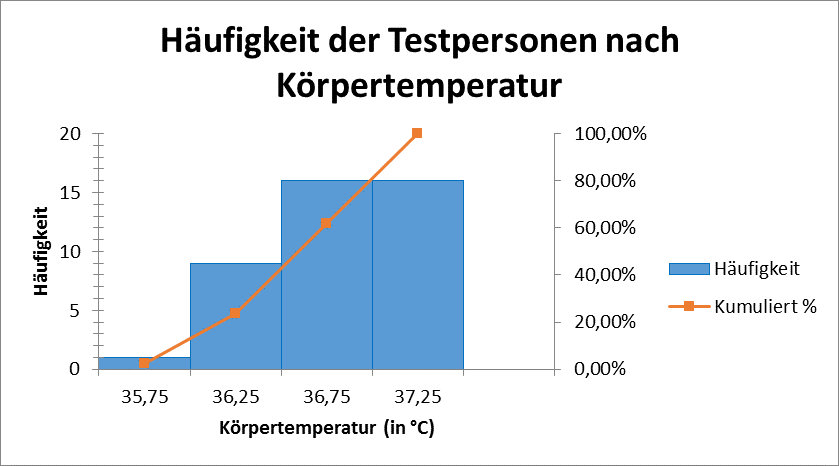 Häufigkeit der Testpersonen nach
Körpertemperatur
20
15
10
5
0
Häufigkeit
100,00%
80,00%
60,00%
40,00%
20,00%
0,00%
35,75
36,25
36,75
37,25
Körpertemperatur (in °C)
Häufigkeit
Kumuliert %